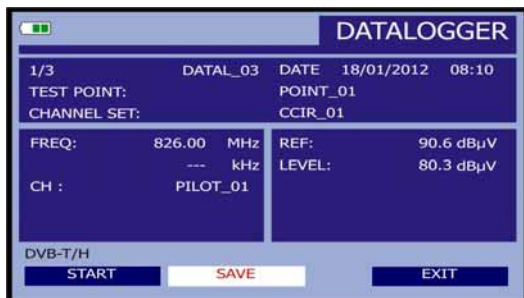 DATALOGGER
1/3 DATAL_03 DATE 18/01/2012 08:10
TEST POINT: POINT_01
CHANNEL SET: CCIR_01
FREQ: 826.00 MHz REF: 90.6 dBµV
--- kHz LEVEL: 80.3 dBµV
CH : PILOT_01
DVB-T/H
START SAVE EXIT